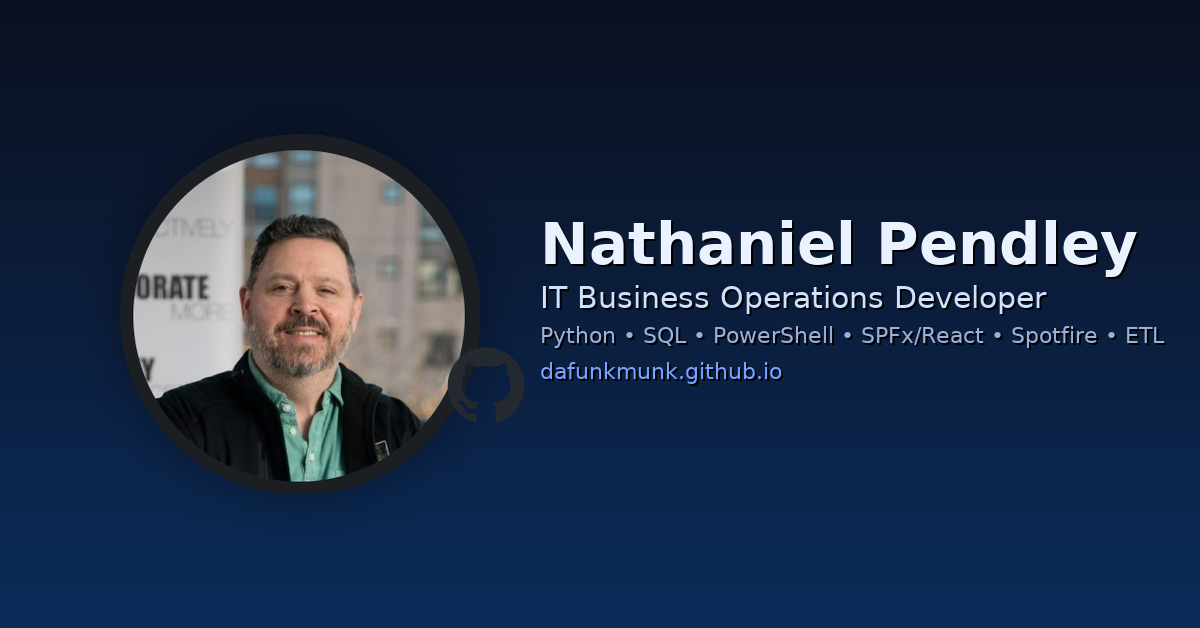 CTIVELY
ORATE
MORE
Y
Nathaniel Pendley
IT Business Operations Developer
Python • SQL • PowerShell • SPFx/React • Spotfire • ETL
dafunkmunk.github.io